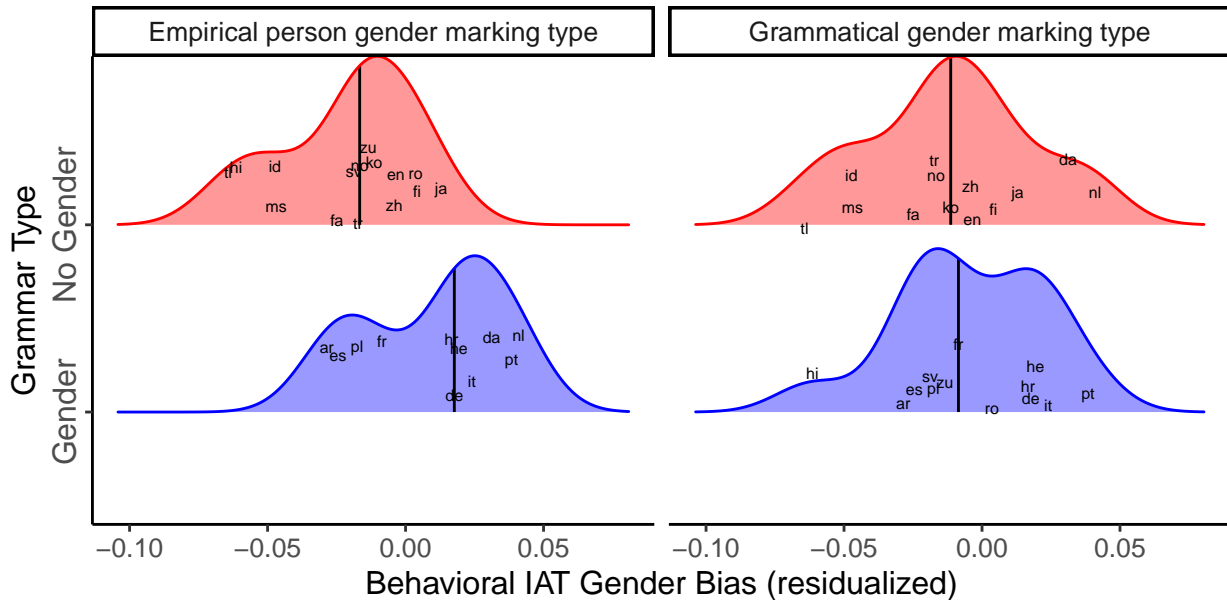 Empirical person gender marking type
Grammatical gender marking type
Grammar Type
No Gender
Gender
zu
no
ko
tl
hi
id
sv
en
ro
fi
ja
ms
zh
fa
tr
ar
es
pl
fr
hr
he
da
nl
pt
it
de
tr
no
da
id
zh
ja
nl
ms
fa
ko
fi
en
tl
fr
hi
sv
zu
he
es
pl
hr
pt
ar
de
ro
it
−0.10
−0.05
0.00
0.05
−0.10
−0.05
0.00
0.05
Behavioral IAT Gender Bias (residualized)